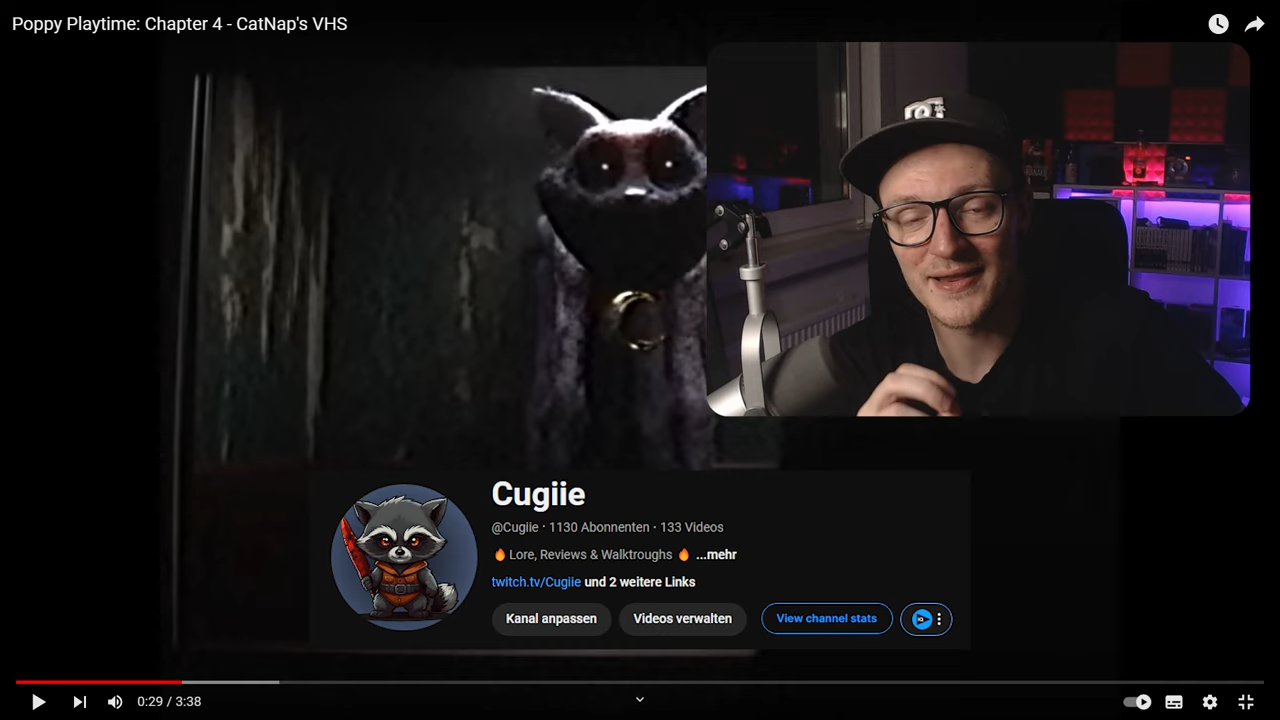 Poppy Playtime: Chapter 4 - CatNap's VHS
Cugiie
@Cugiie · 1130 Abonnenten · 133 Videos
🔥 Lore, Reviews & Walktroughs 🔥 ...mehr
twitch.tv/Cugiie und 2 weitere Links
Kanal anpassen
Videos verwalten
View channel stats
0:29 / 3:38